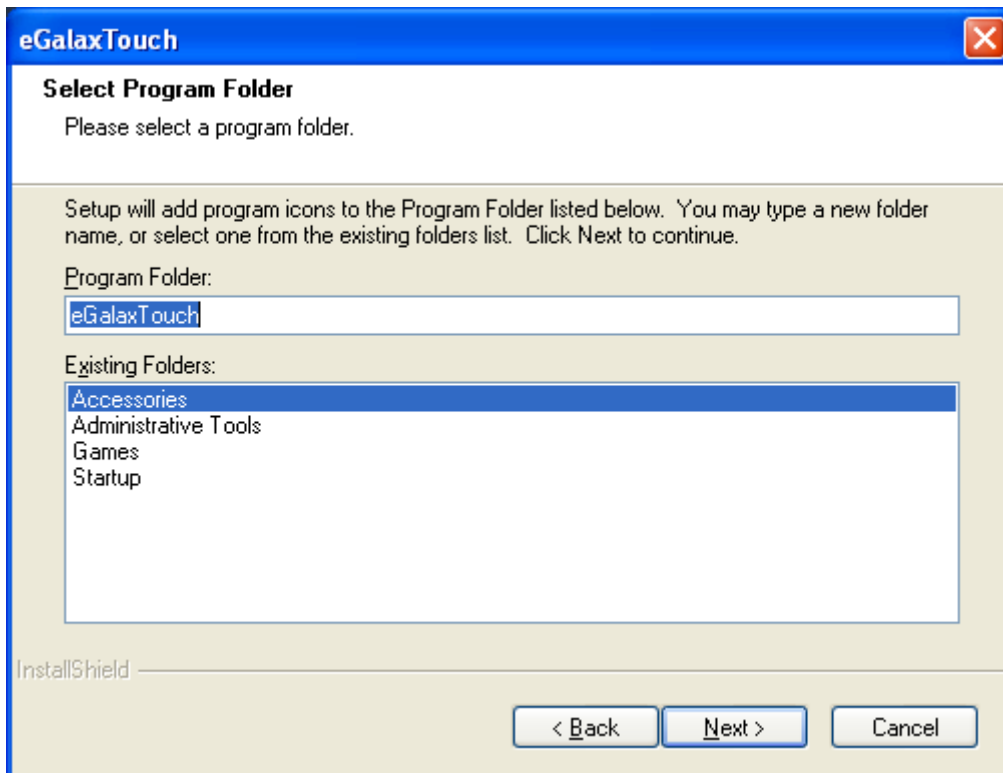 eGalaxTouch
Select Program Folder
Please select a program folder.
Setup will add program icons to the Program Folder listed below.  You may type a new folder
name, or select one from the existing folders list.  Click Next to continue.
Program Folder:
eGalaxTouch
Existing Folders:
Accessories
Administrative Tools
Games
Startup
InstallShield
< Back Next > Cancel